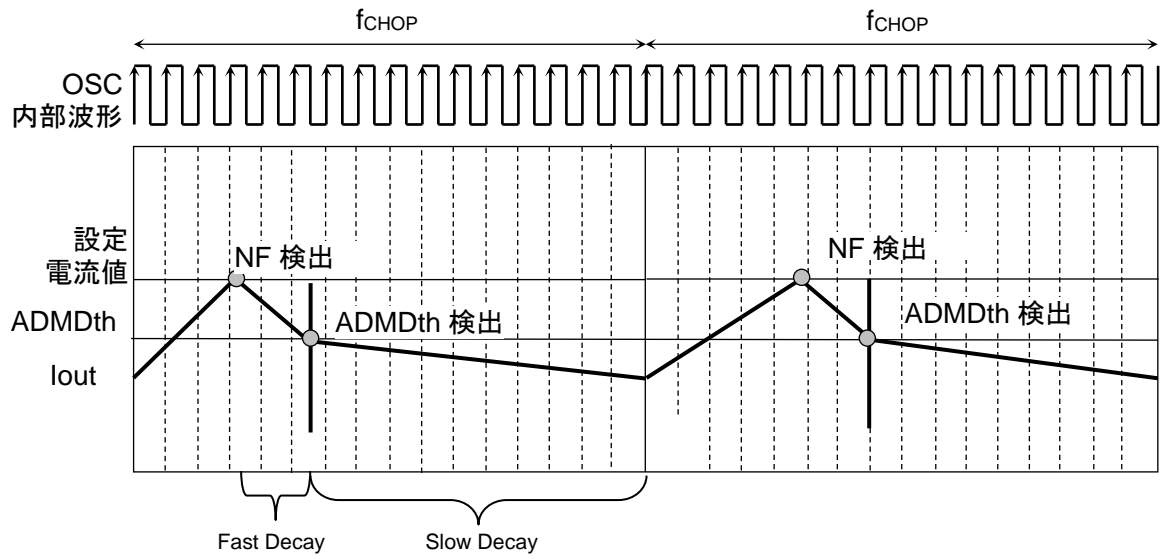 fCHOP
fCHOP
OSC
内部波形
設定
電流値
NF 検出
NF 検出
ADMDth
ADMDth 検出
ADMDth 検出
Iout
Fast Decay
Slow Decay